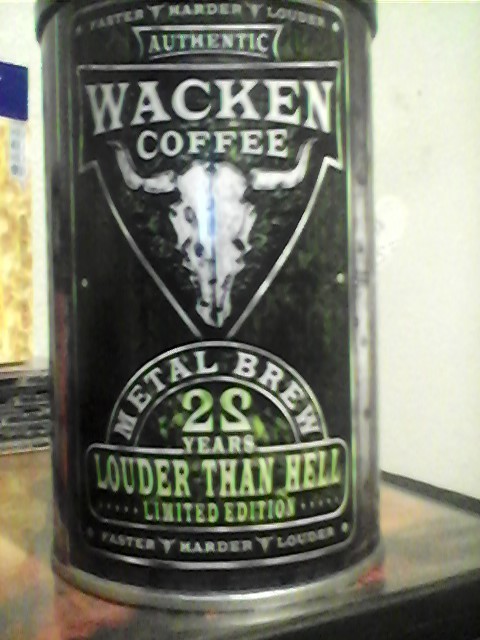 FASTER HARDER LOUDER
AUTHENTIC
WACKEN
COFFEE
METAL BREW
22
YEARS
LOUDER THAN HELL
LIMITED EDITION
FASTER HARDER LOUDER